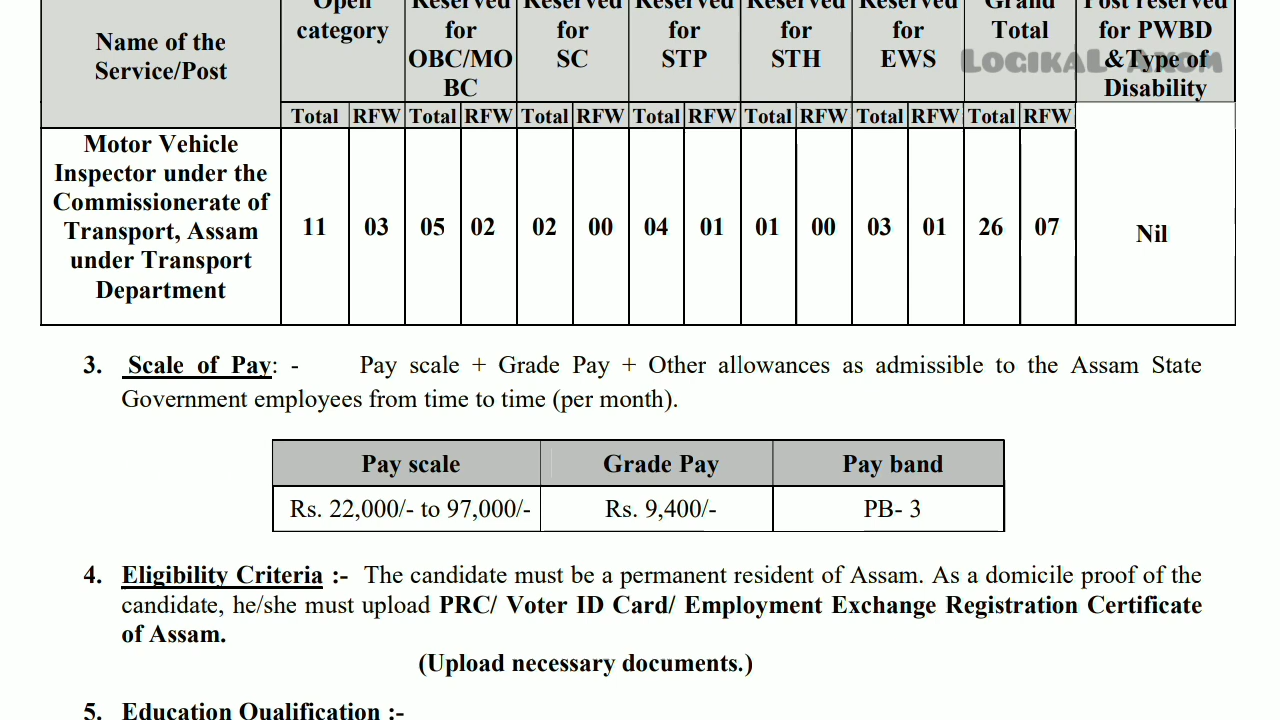 Name of the
Service/Post
Open
category
Reserved
for
OBC/MO
BC
Reserved
for
SC
Reserved
for
STP
Reserved
for
STH
Reserved
for
EWS
Grand
Total
Post reserved
for PWBD
&Type of
Disability
LOGIKAL AXOM
Total RFW Total RFW Total RFW Total RFW Total RFW Total RFW Total RFW
Motor Vehicle
Inspector under the
Commissionerate of
Transport, Assam
under Transport
Department
11 03 05 02 02 00 04 01 01 00 03 01 26 07 Nil
3. Scale of Pay: - Pay scale + Grade Pay + Other allowances as admissible to the Assam State
Government employees from time to time (per month).
Pay scale Grade Pay Pay band
Rs. 22,000/- to 97,000/- Rs. 9,400/- PB- 3
4. Eligibility Criteria :- The candidate must be a permanent resident of Assam. As a domicile proof of the
candidate, he/she must upload PRC/ Voter ID Card/ Employment Exchange Registration Certificate
of Assam.
(Upload necessary documents.)
5. Education Qualification :-